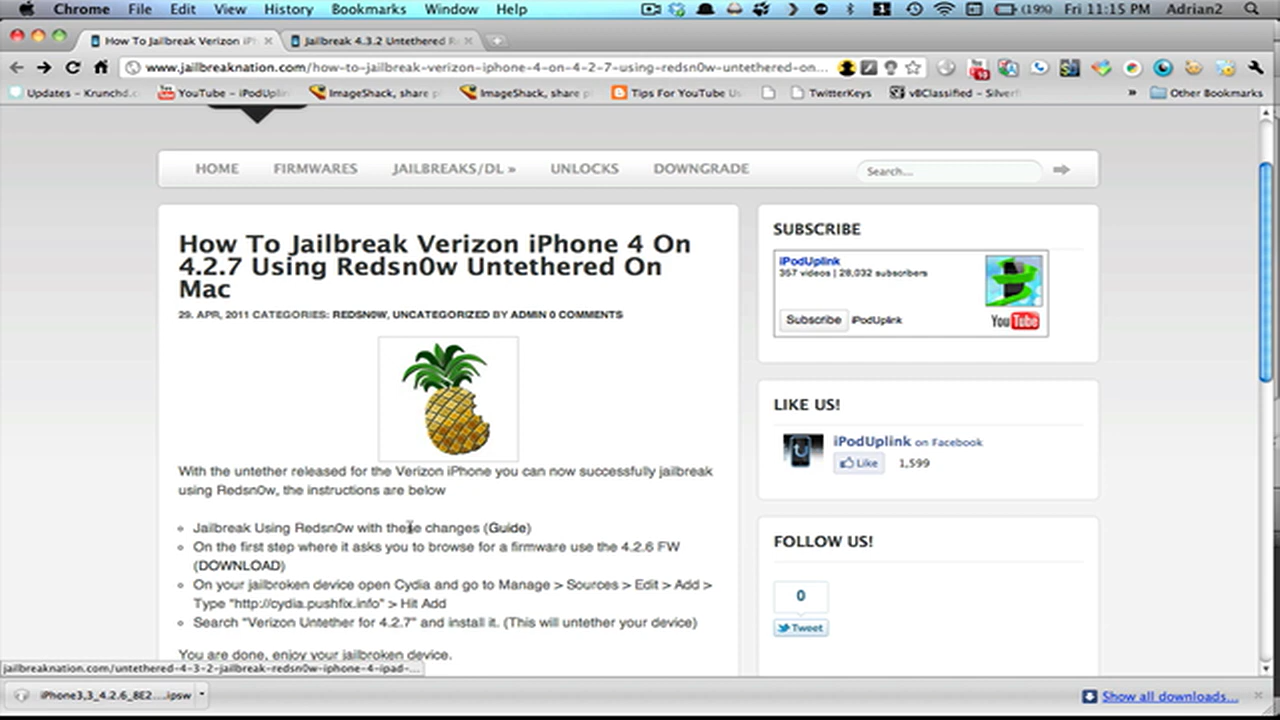 Chrome File Edit View History Bookmarks Window Help (19%) Fri 11:15 PM Adrian2
How To Jailbreak Verizon iP
Jailbreak 4.3.2 Untethered R
www.jailbreaknation.com/how-to-jailbreak-verizon-iphone-4-on-4-2-7-using-redsn0w-untethered-on...
Updates – Krunchd.c
YouTube – iPodUplin
ImageShack, share p
ImageShack, share p
Tips For YouTube Us
TwitterKeys
vBClassified – Silverf
»
Other Bookmarks
HOME FIRMWARES JAILBREAKS/DL » UNLOCKS DOWNGRADE
Search...
How To Jailbreak Verizon iPhone 4 On
4.2.7 Using Redsn0w Untethered On
Mac
29. APR, 2011 CATEGORIES: REDSN0W, UNCATEGORIZED BY ADMIN 0 COMMENTS
With the untether released for the Verizon iPhone you can now successfully jailbreak
using Redsn0w, the instructions are below
Jailbreak Using Redsn0w with these changes (Guide)
On the first step where it asks you to browse for a firmware use the 4.2.6 FW
(DOWNLOAD)
On your jailbroken device open Cydia and go to Manage > Sources > Edit > Add >
Type "http://cydia.pushfix.info" > Hit Add
Search "Verizon Untether for 4.2.7" and install it. (This will untether your device)
You are done, enjoy your jailbroken device.
SUBSCRIBE
iPodUplink
357 videos | 28,032 subscribers
Subscribe iPodUplink
YouTube
LIKE US!
iPodUplink on Facebook
Like 1,599
FOLLOW US!
0
Tweet
jailbreaknation.com/untethered-4-3-2-jailbreak-redsn0w-iphone-4-ipad-...
iPhone3,3_4.2.6_8E2....ipsw
Show all downloads...